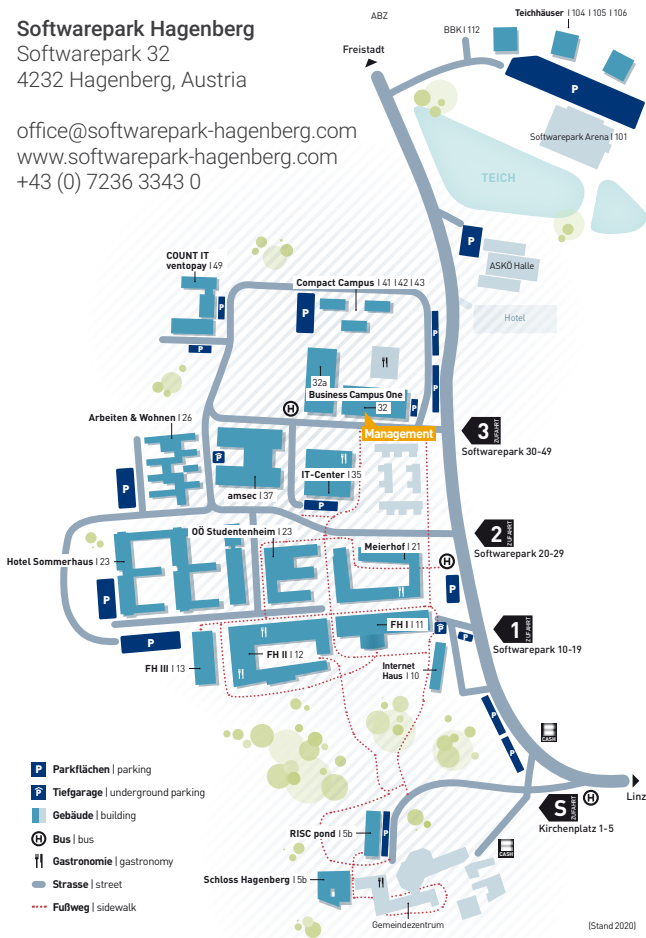 Softwarepark Hagenberg
Softwarepark 32
4232 Hagenberg, Austria
office@softwarepark-hagenberg.com
www.softwarepark-hagenberg.com
+43 (0) 7236 3343 0
ABZ
Freistadt
BBK I 112
Teichhäuser I 104 I 105 I 106
P
Softwarepark Arena I 101
TEICH
P
ASKÖ Halle
Hotel
COUNT IT
ventopay I 49
P
P
Compact Campus I 41 I 42 I 43
P
P
P
32a
Business Campus One
32
P
H
Management
3
ZUFAHRT
Softwarepark 30-49
Arbeiten & Wohnen I 26
P
P
amsec I 37
IT-Center I 35
P
2
ZUFAHRT
Softwarepark 20-29
OÖ Studentenheim I 23
Meierhof I 21
Hotel Sommerhaus I 23
H
P
P
P
FH I I 11
P
P
1
ZUFAHRT
Softwarepark 10-19
FH II I 12
FH III I 13
Internet
Haus I 10
P
P
CASH
Linz
S
ZUFAHRT
H
Kirchenplatz 1-5
P Parkflächen | parking
P Tiefgarage | underground parking
Gebäude | building
H Bus | bus
Gastronomie | gastronomy
Strasse | street
Fußweg | sidewalk
RISC pond I 5b
P
CASH
Schloss Hagenberg I 5b
Gemeindezentrum
(Stand 2020)